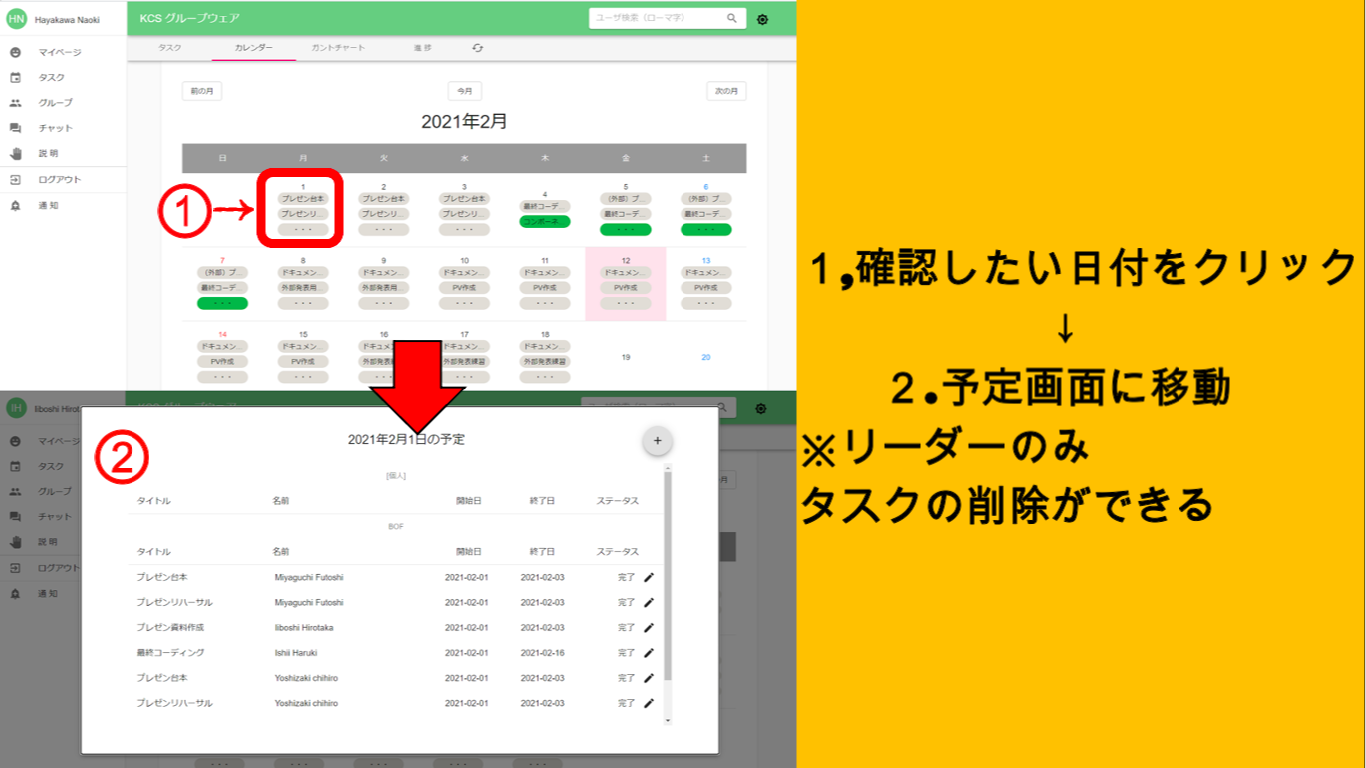 HN Hayakawa Naoki
KCS グループウェア
ユーザ検索（ローマ字）
マイページ
タスク
グループ
チャット
説明
ログアウト
通知
タスク カレンダー ガントチャート 進捗
前の月 今月 次の月
2021年2月
日 月 火 水 木 金 土
①→
1 2 3 4 5 6
プレゼン台本 プレゼン台本 プレゼン台本 最終コーデ... （外部）プ... （外部）プ...
プレゼンリ... プレゼンリ... プレゼンリ... コンポーネ... 最終コーデ... 最終コーデ...
・・・ ・・・ ・・・ ・・・ ・・・
7 8 9 10 11 12 13
（外部）プ... ドキュメン... ドキュメン... ドキュメン... ドキュメン... ドキュメン... ドキュメン...
最終コーデ... 外部発表用... 外部発表用... PV作成 PV作成 PV作成 PV作成
・・・ ・・・ ・・・ ・・・ ・・・ ・・・ ・・・
14 15 16 17 18 19 20
ドキュメン... ドキュメン... ドキュメ ン... ドキュメン...
PV作成 PV作成 外部発表 外部発表練習 外部発表練習
・・・ ・・・ ・・・ ・・・ ・・・
IH Iiboshi Hirot
KCS グループウェア
マイページ
タスク
グループ
チャット
説明
ログアウト
通知
②
2021年2月1日の予定
+
[個人]
タイトル 名前 開始日 終了日 ステータス
BOF
タイトル 名前 開始日 終了日 ステータス
プレゼン台本 Miyaguchi Futoshi 2021-02-01 2021-02-03 完了
プレゼンリハーサル Miyaguchi Futoshi 2021-02-01 2021-02-03 完了
プレゼン資料作成 Iiboshi Hirotaka 2021-02-01 2021-02-03 完了
最終コーディング Ishii Haruki 2021-02-01 2021-02-16 完了
プレゼン台本 Yoshizaki chihiro 2021-02-01 2021-02-03 完了
プレゼンリハーサル Yoshizaki chihiro 2021-02-01 2021-02-03 完了
月
・・・ ・・・ ・・・ ・・・ ・・・
１,確認したい日付をクリック
↓
２.予定画面に移動
※リーダーのみ
タスクの削除ができる